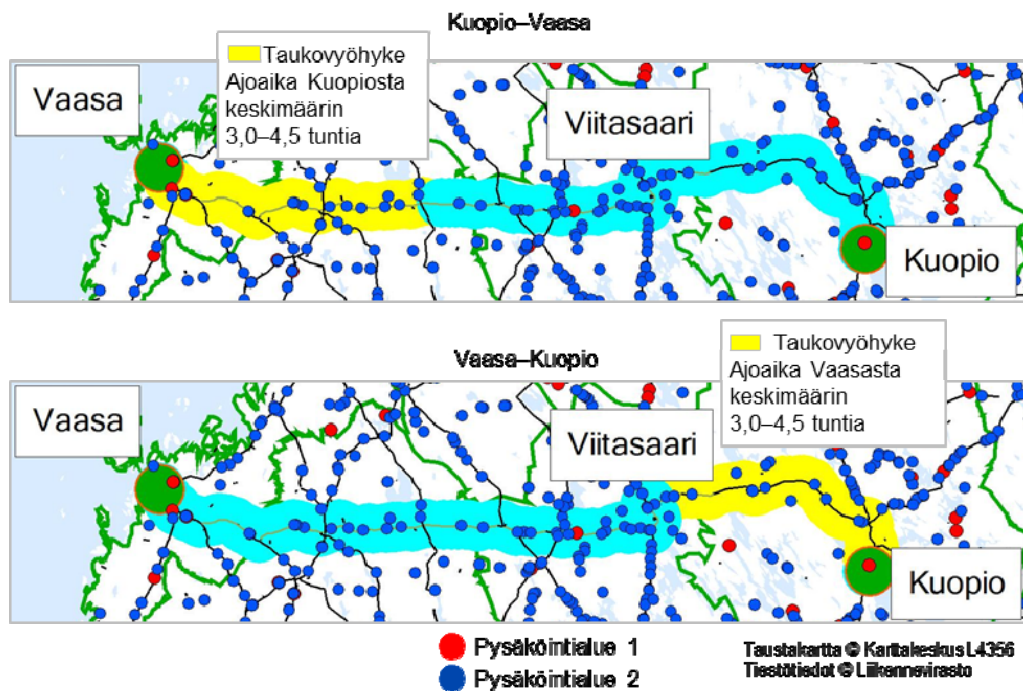 Kuopio–Vaasa
Vaasa
Taukovyöhyke
Ajoaika Kuopiosta
keskimäärin
3,0–4,5 tuntia
Viitasaari
Kuopio
Vaasa–Kuopio
Vaasa
Viitasaari
Taukovyöhyke
Ajoaika Vaasasta
keskimäärin
3,0–4,5 tuntia
Kuopio
Pysäköintialue 1
Pysäköintialue 2
Taustakartta © Karttakeskus L4356
Tiestötiedot © Liikennevirasto